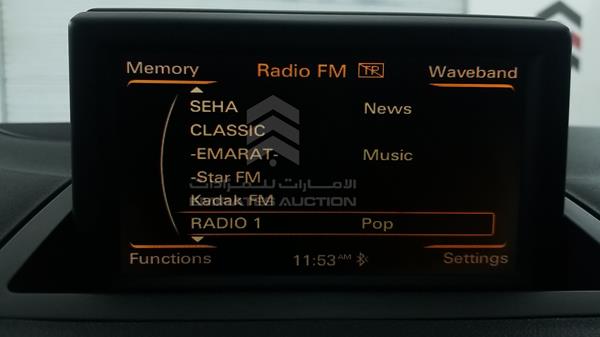 Memory Radio FM TP Waveband
SEHA News
CLASSIC
-EMARAT- Music
-Star FM
الامارات للمزادات
Kadak FM
EMIRATES AUCTION
RADIO 1 Pop
Functions 11:53 AM Settings